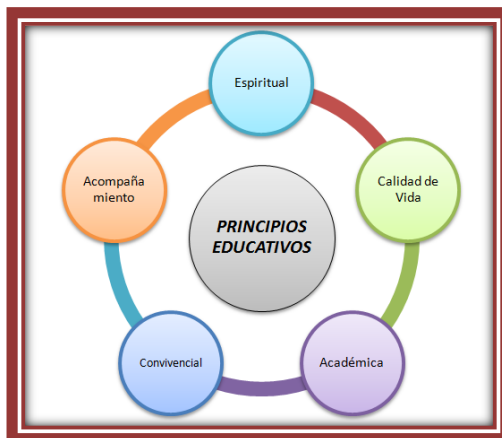 Espiritual
Acompaña
miento
Calidad de
Vida
PRINCIPIOS
EDUCATIVOS
Convivencial
Académica